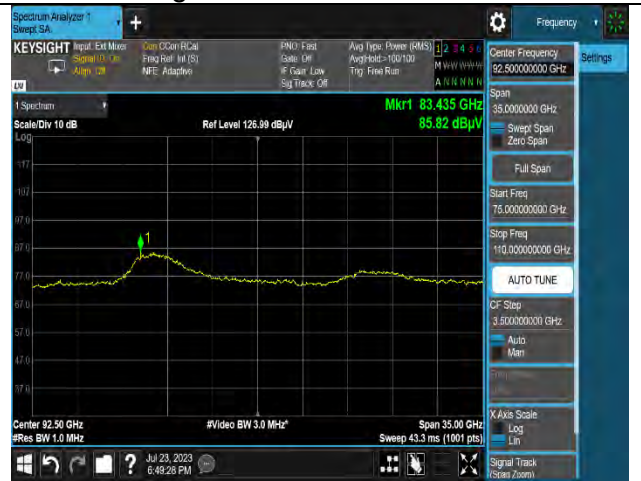 Spectrum Analyzer 1
Swept SA
+
Frequency
KEYSIGHT
Input: Ext Mixer
Signal ID: On
Align: Off
Corr CCorr RCal
Freq Ref: Int (S)
NFE: Adaptive
PNO: Fast
Gate: Off
IF Gain: Low
Sig Track: Off
Avg Type: Power (RMS)
Avg|Hold:>100/100
Trig: Free Run
1 2 3 4 5 6
M W W W W W
A N N N N N
LXI
Center Frequency
92.500000000 GHz
Settings
Span
35.0000000 GHz
Swept Span
Zero Span
Full Span
Start Freq
75.000000000 GHz
Stop Freq
110.000000000 GHz
AUTO TUNE
CF Step
3.500000000 GHz
Auto
Man
X Axis Scale
Log
Lin
Signal Track
(Span Zoom)
1 Spectrum
Mkr1 83.435 GHz
Scale/Div 10 dB
Ref Level 126.99 dBµV
85.82 dBµV
Log
117
107
97.0
87.0
77.0
67.0
57.0
47.0
37.0
1
Center 92.50 GHz
#Video BW 3.0 MHz*
Span 35.00 GHz
#Res BW 1.0 MHz
Sweep 43.3 ms (1001 pts)
?
Jul 23, 2023
6:49:28 PM